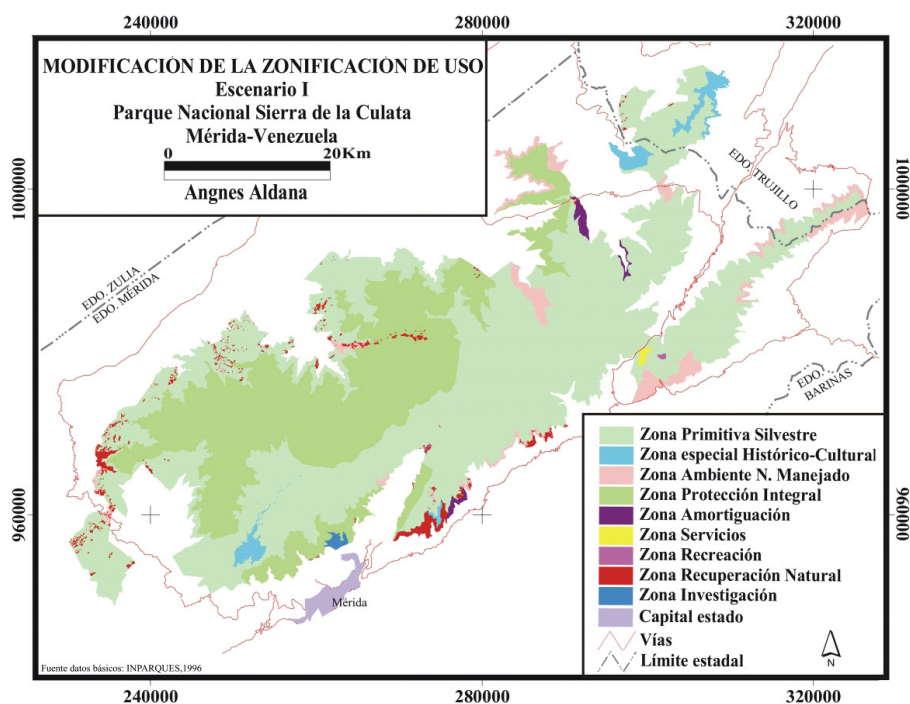 240000 280000 320000
MODIFICACIÓN DE LA ZONIFICACIÓN DE USO
Escenario I
Parque Nacional Sierra de la Culata
Mérida-Venezuela
0 20Km
Angnes Aldana
1000000 1000000
EDO. TRUJILLO
EDO. ZULIA
EDO. MÉRIDA
EDO.
BARINAS
Zona Primitiva Silvestre
Zona especial Histórico-Cultural
Zona Ambiente N. Manejado
Zona Protección Integral
Zona Amortiguación
Zona Servicios
Zona Recreación
Zona Recuperación Natural
Zona Investigación
Capital estado
Vías
Límite estadal
N
960000 960000
Mérida
Fuente datos básicos: INPARQUES,1996
240000 280000 320000